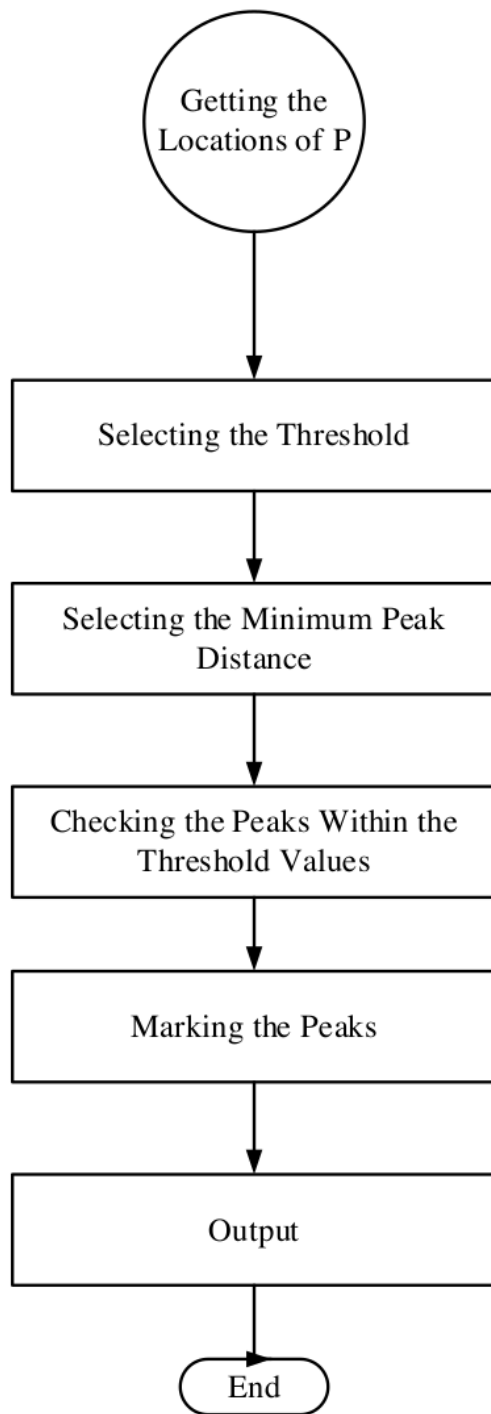 Getting the
Locations of P
Selecting the Threshold
Selecting the Minimum Peak
Distance
Checking the Peaks Within the
Threshold Values
Marking the Peaks
Output
End